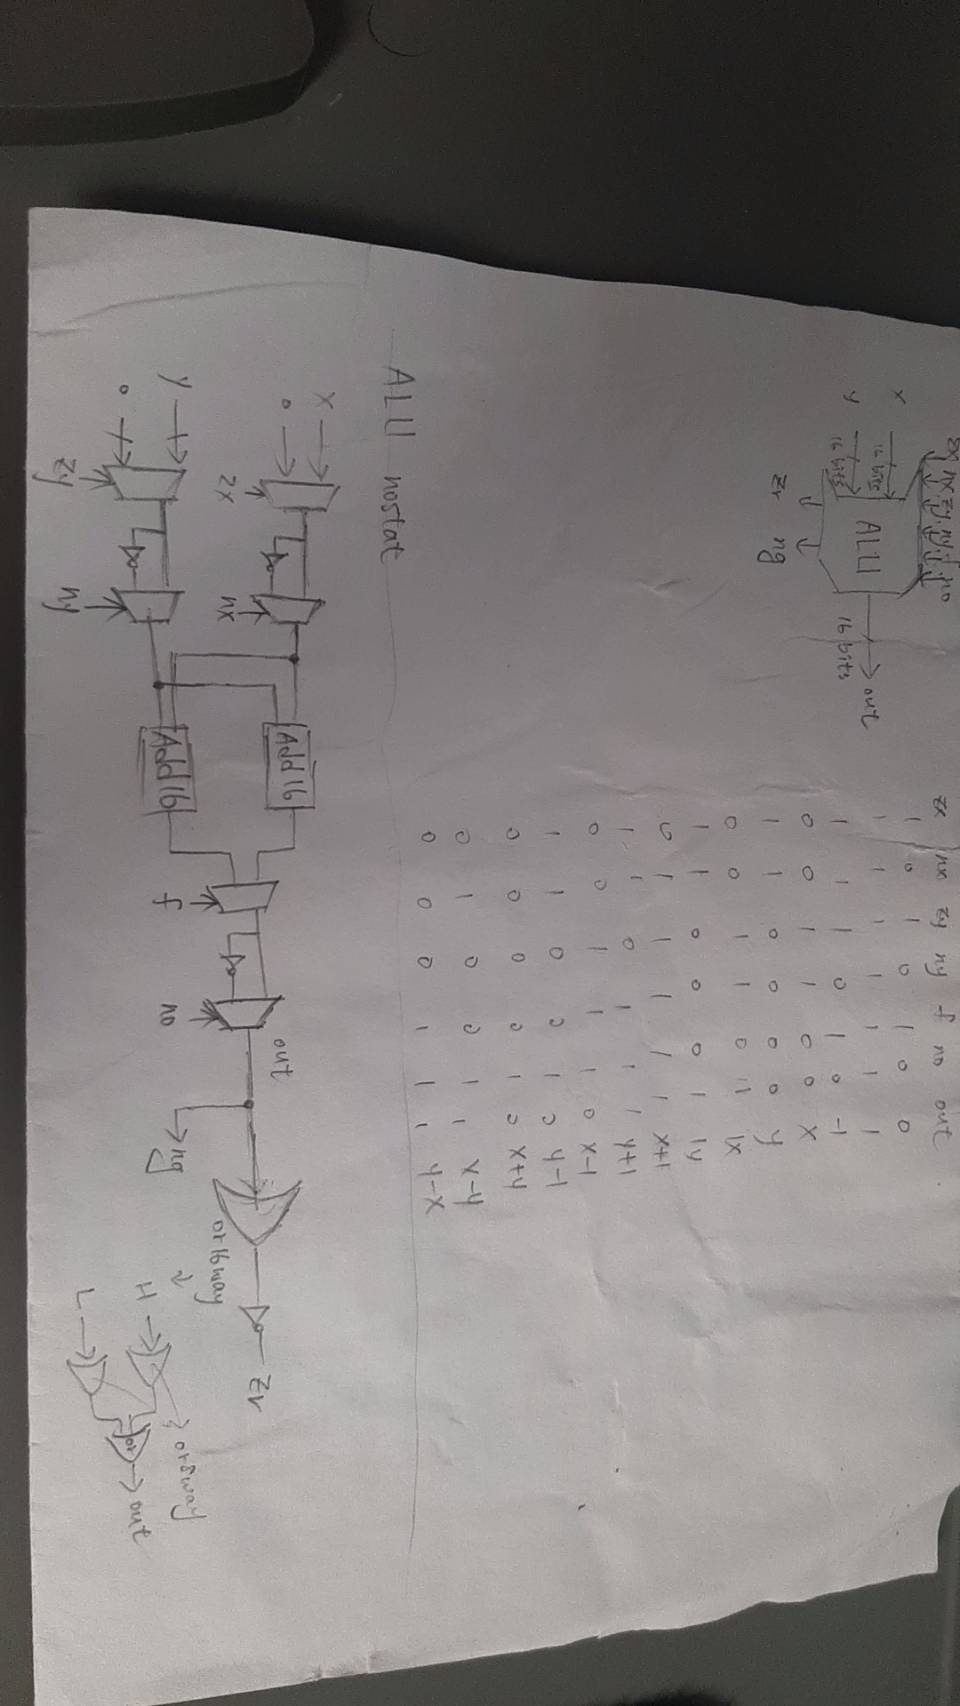 zx nx zy ny f no
x
16 bits
y
16 bits
ALU
16 bits
out
zr
ng
zx nx zy ny f no out
1 0 1 0 1 0 0
1 1 1 1 1 1 1
1 1 1 0 1 0 -1
0 0 1 1 0 0 x
1 1 0 0 0 0 y
0 0 1 1 0 1 !x
1 1 0 0 0 1 !y
0 1 1 1 1 1 x+1
1 1 0 1 1 1 y+1
0 0 1 1 1 0 x-1
1 1 0 0 1 0 y-1
0 0 0 0 1 0 x+y
0 1 0 0 1 1 x-y
0 0 0 1 1 1 y-x
ALU nostat
x
0
zx
nx
Add16
y
0
zy
ny
Add16
f
no
out
ng
or16way
zr
H
L
or8way
or
out